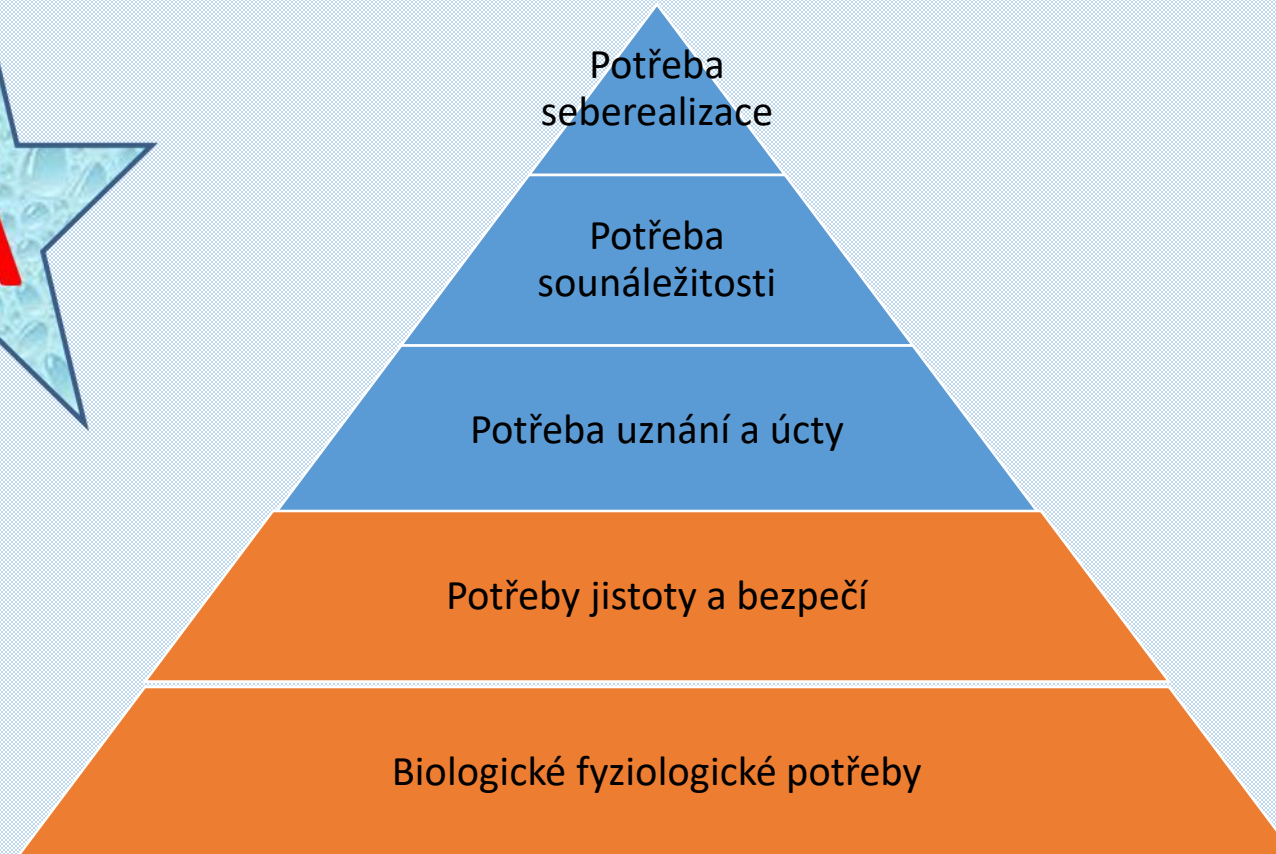 Potřeba
seberealizace
Potřeba
sounáležitosti
Potřeba uznání a úcty
Potřeby jistoty a bezpečí
Biologické fyziologické potřeby